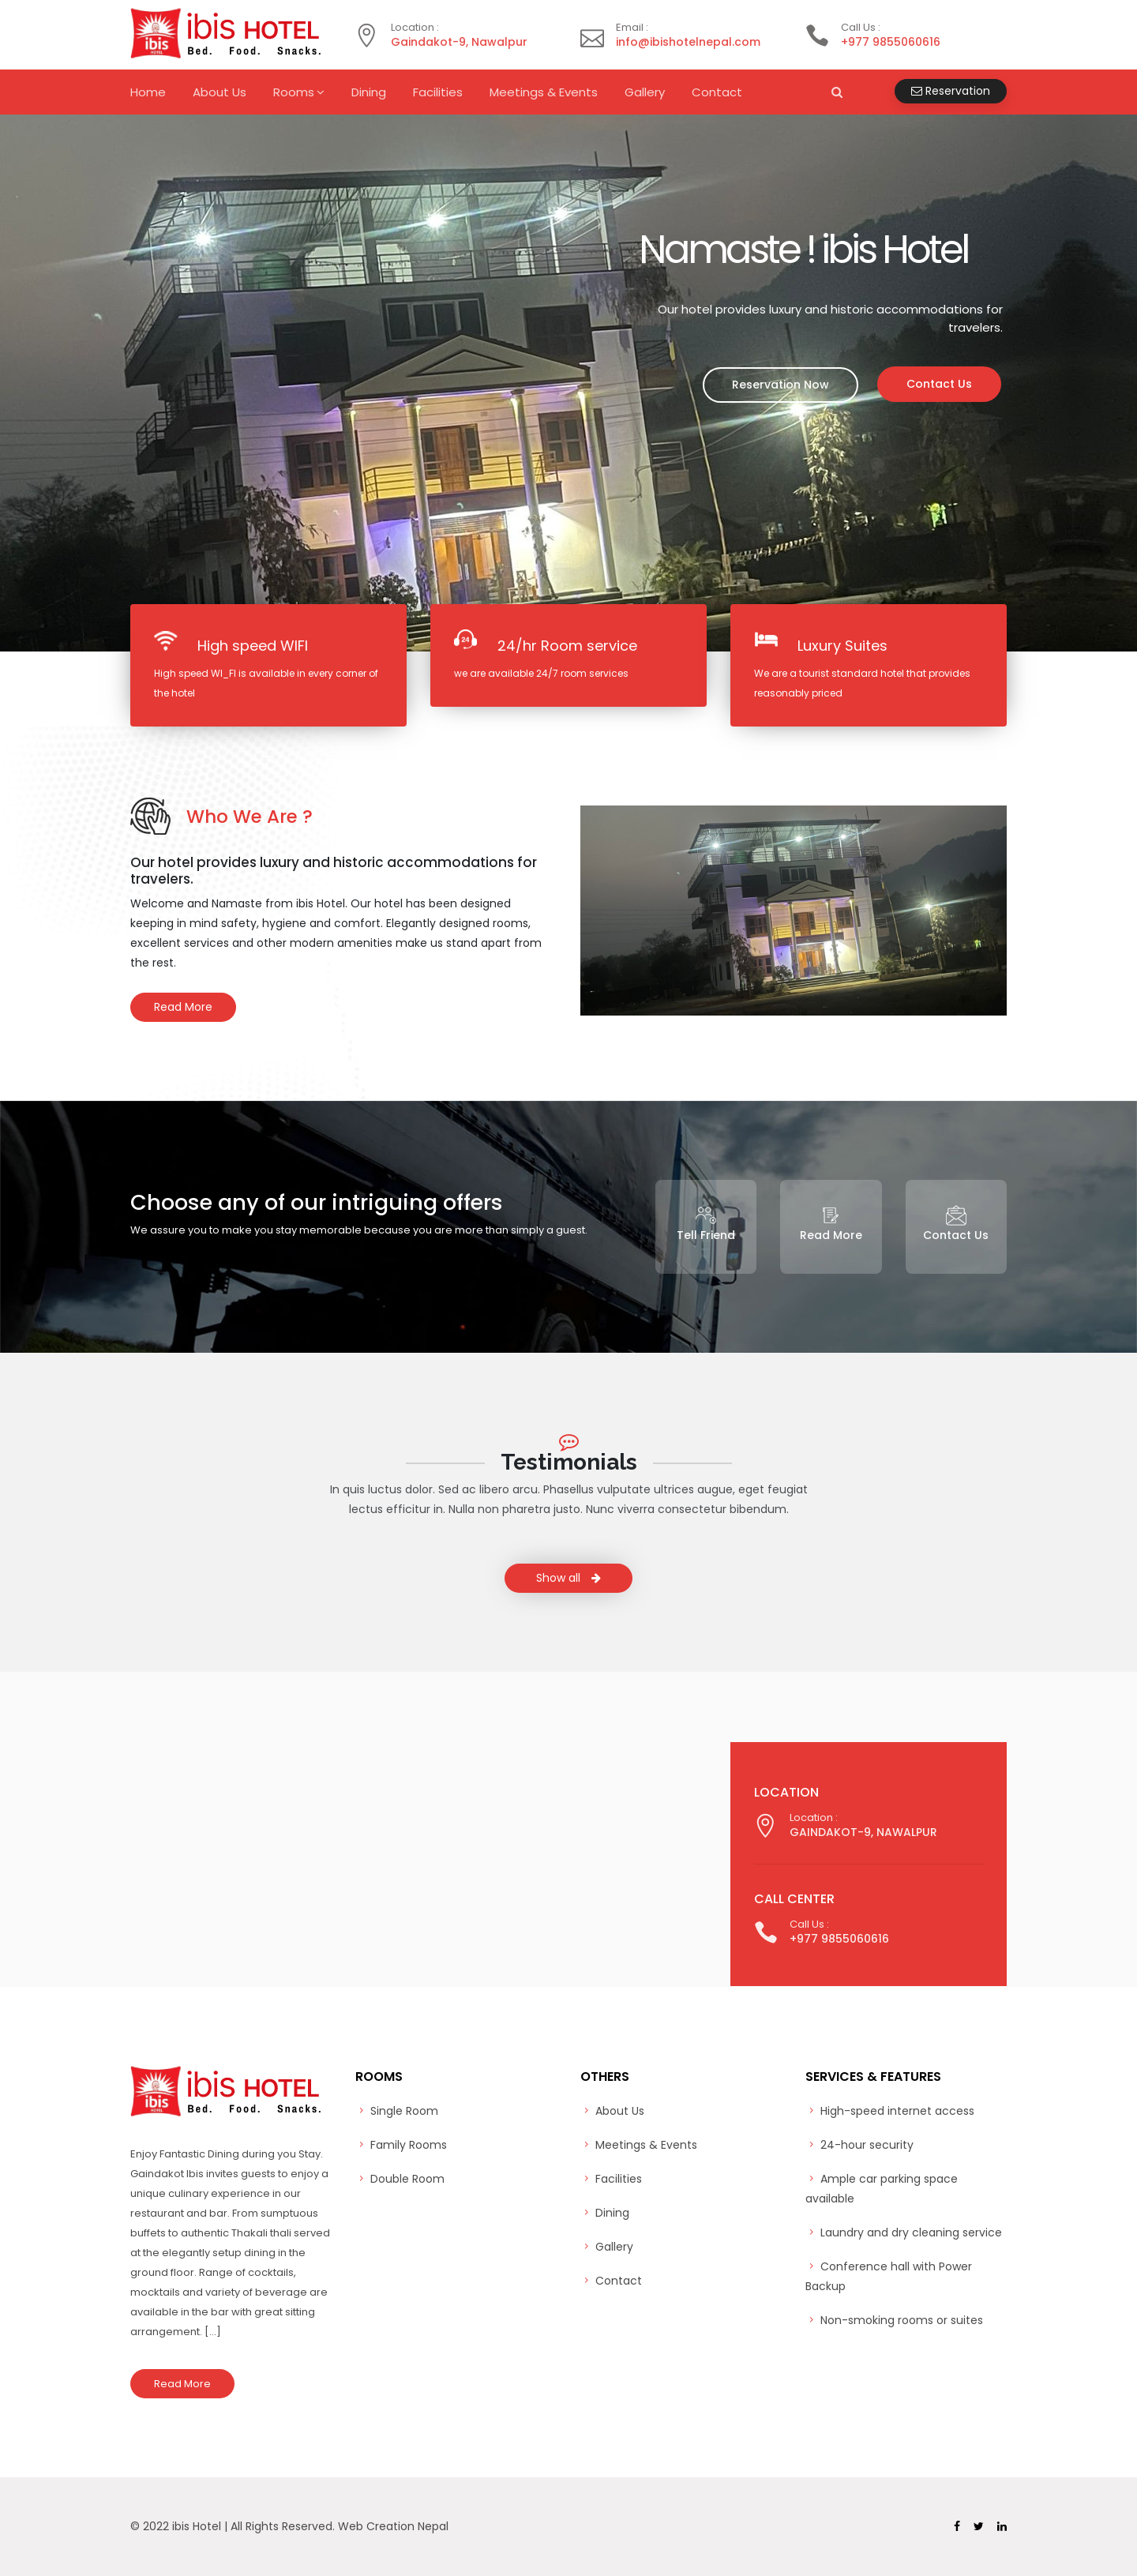 ibis HOTEL
Bed. Food. Snacks.
ibis
HOTEL
Location :
Gaindakot-9, Nawalpur
Email :
info@ibishotelnepal.com
Call Us :
+977 9855060616
Home About Us Rooms Dining Facilities Meetings & Events Gallery Contact Reservation
Namaste ! ibis Hotel
Our hotel provides luxury and historic accommodations for
travelers.
Reservation Now Contact Us
High speed WIFI
High speed WI_FI is available in every corner of
the hotel
24
24/hr Room service
we are available 24/7 room services
Luxury Suites
We are a tourist standard hotel that provides
reasonably priced
Who We Are ?
Our hotel provides luxury and historic accommodations for
travelers.
Welcome and Namaste from ibis Hotel. Our hotel has been designed
keeping in mind safety, hygiene and comfort. Elegantly designed rooms,
excellent services and other modern amenities make us stand apart from
the rest.
Read More
Choose any of our intriguing offers
We assure you to make you stay memorable because you are more than simply a guest.
Tell Friend
Read More
Contact Us
Testimonials
In quis luctus dolor. Sed ac libero arcu. Phasellus vulputate ultrices augue, eget feugiat
lectus efficitur in. Nulla non pharetra justo. Nunc viverra consectetur bibendum.
Show all
LOCATION
Location :
GAINDAKOT-9, NAWALPUR
CALL CENTER
Call Us :
+977 9855060616
ibis HOTEL
Bed. Food. Snacks.
ibis
HOTEL
Enjoy Fantastic Dining during you Stay.
Gaindakot Ibis invites guests to enjoy a
unique culinary experience in our
restaurant and bar. From sumptuous
buffets to authentic Thakali thali served
at the elegantly setup dining in the
ground floor. Range of cocktails,
mocktails and variety of beverage are
available in the bar with great sitting
arrangement. [...]
Read More
ROOMS
Single Room
Family Rooms
Double Room
OTHERS
About Us
Meetings & Events
Facilities
Dining
Gallery
Contact
SERVICES & FEATURES
High-speed internet access
24-hour security
Ample car parking space
available
Laundry and dry cleaning service
Conference hall with Power
Backup
Non-smoking rooms or suites
© 2022 ibis Hotel | All Rights Reserved. Web Creation Nepal